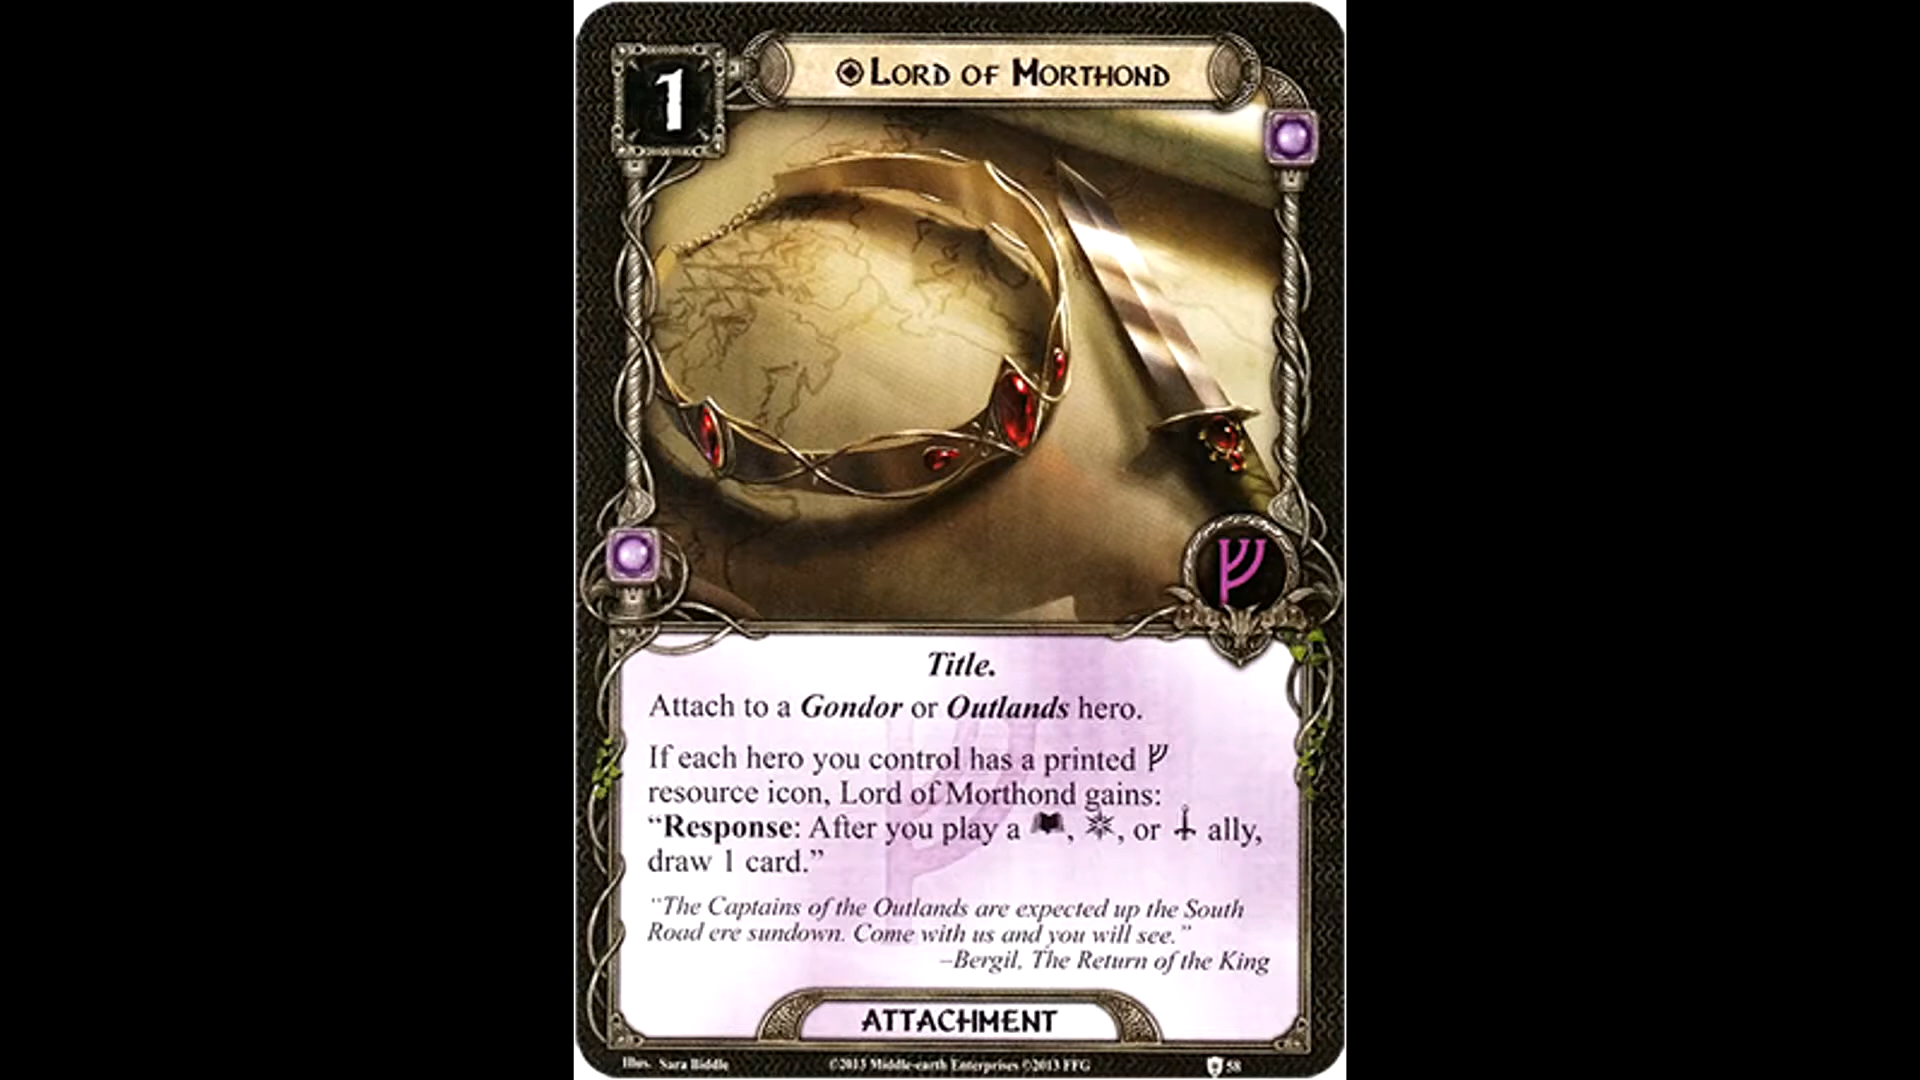 1
Lord of Morthond
Title.
Attach to a Gondor or Outlands hero.
If each hero you control has a printed
resource icon, Lord of Morthond gains:
“Response: After you play a , , or ally,
draw 1 card.”
“The Captains of the Outlands are expected up the South
Road ere sundown. Come with us and you will see.”
–Bergil, The Return of the King
ATTACHMENT
Illus. Sara Biddle ©2013 Middle-earth Enterprises ©2013 FFG 58